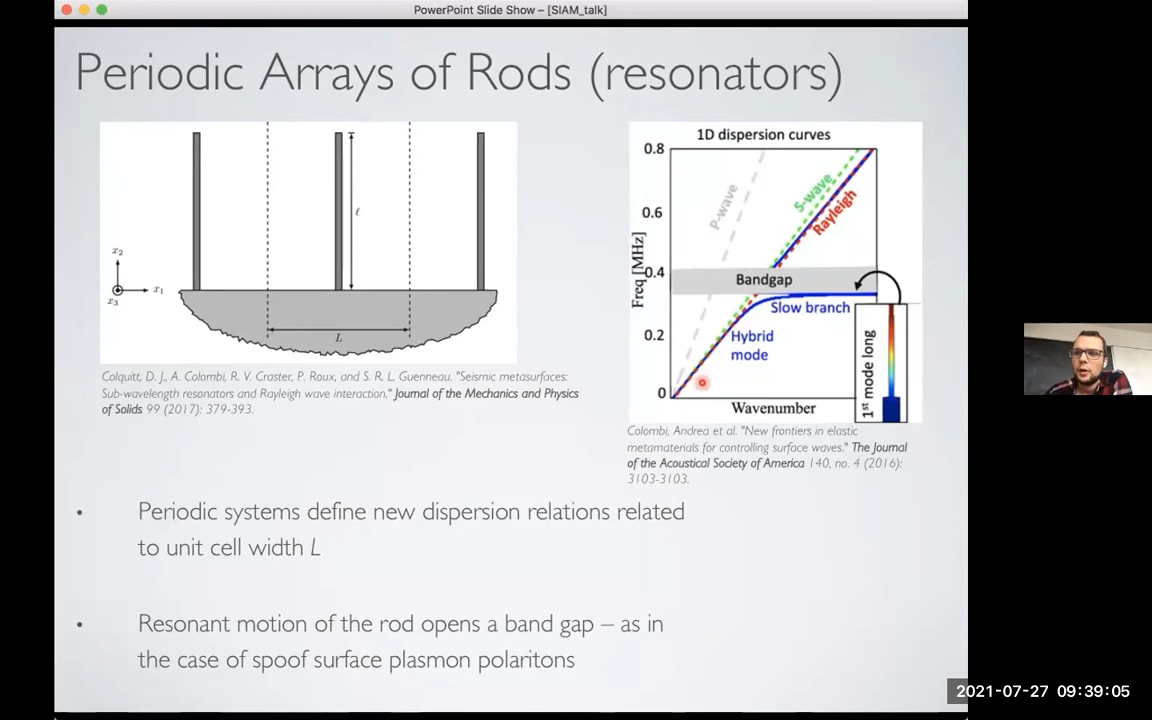 PowerPoint Slide Show – [SIAM_talk]
Periodic Arrays of Rods (resonators)
ℓ
x₂
x₁
x₃
L
Colquitt, D. J., A. Colombi, R. V. Craster, P. Roux, and S. R. L. Guenneau. "Seismic metasurfaces:
Sub-wavelength resonators and Rayleigh wave interaction." Journal of the Mechanics and Physics
of Solids 99 (2017): 379-393.
1D dispersion curves
0.8
0.6
0.4
0.2
0
Freq [MHz]
P-wave
S-wave
Rayleigh
Bandgap
Slow branch
Hybrid
mode
1st mode long
Wavenumber
Colombi, Andrea et al. "New frontiers in elastic
metamaterials for controlling surface waves." The Journal
of the Acoustical Society of America 140, no. 4 (2016):
3103-3103.
• Periodic systems define new dispersion relations related
to unit cell width L
• Resonant motion of the rod opens a band gap – as in
the case of spoof surface plasmon polaritons
2021-07-27 09:39:05